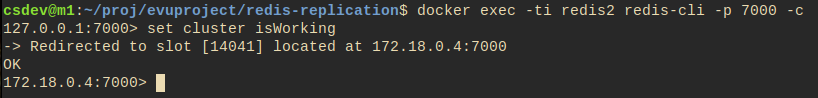 csdev@m1:~/proj/evuproject/redis-replication$ docker exec -ti redis2 redis-cli -p 7000 -c
127.0.0.1:7000> set cluster isWorking
-> Redirected to slot [14041] located at 172.18.0.4:7000
OK
172.18.0.4:7000>